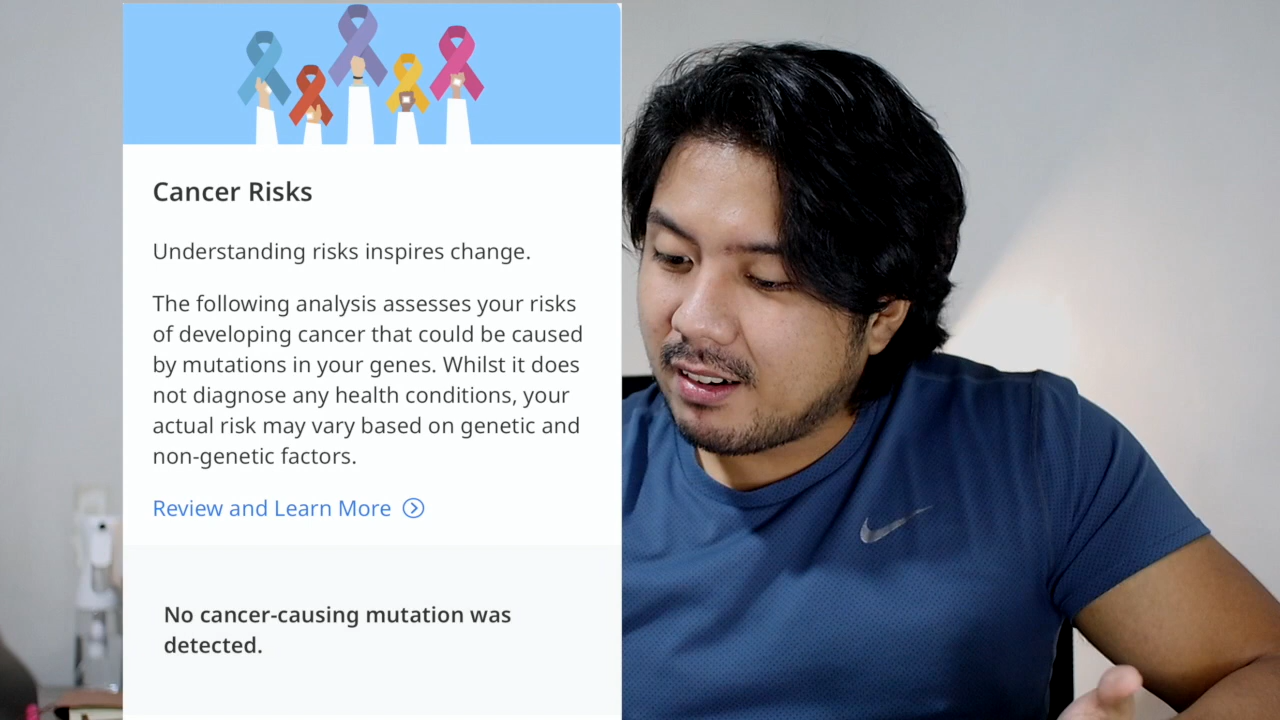 Cancer Risks
Understanding risks inspires change.
The following analysis assesses your risks
of developing cancer that could be caused
by mutations in your genes. Whilst it does
not diagnose any health conditions, your
actual risk may vary based on genetic and
non-genetic factors.
Review and Learn More
No cancer-causing mutation was
detected.